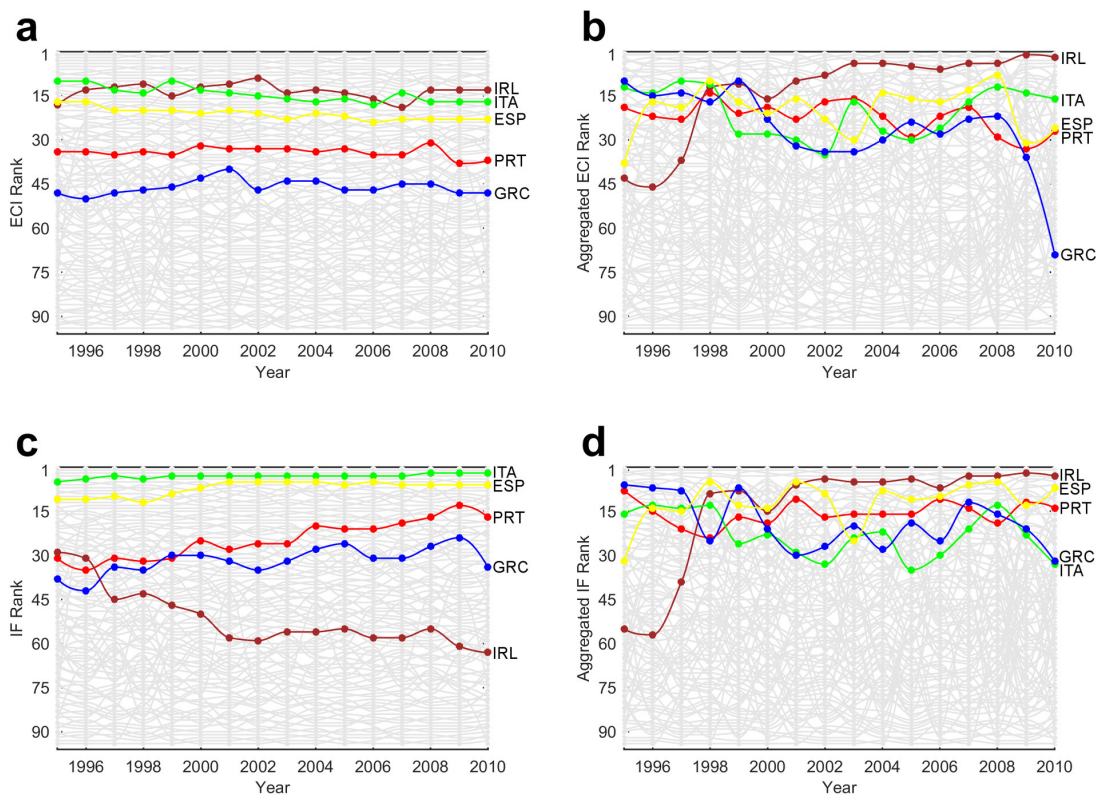 a
ECI Rank
1
15
30
45
60
75
90
IRL
ITA
ESP
PRT
GRC
1996 1998 2000 2002 2004 2006 2008 2010
Year
b
Aggregated ECI Rank
1
15
30
45
60
75
90
IRL
ITA
ESP
PRT
GRC
1996 1998 2000 2002 2004 2006 2008 2010
Year
c
IF Rank
1
15
30
45
60
75
90
ITA
ESP
PRT
GRC
IRL
1996 1998 2000 2002 2004 2006 2008 2010
Year
d
Aggregated IF Rank
1
15
30
45
60
75
90
IRL
ESP
PRT
GRC
ITA
1996 1998 2000 2002 2004 2006 2008 2010
Year